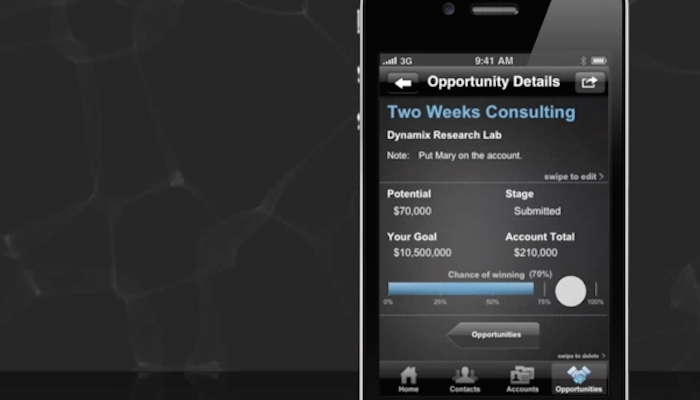 3G 9:41 AM
Opportunity Details
Two Weeks Consulting
Dynamix Research Lab
Note: Put Mary on the account.
swipe to edit >
Potential Stage
$70,000 Submitted
Your Goal Account Total
$10,500,000 $210,000
Chance of winning (70%)
0% 25% 50% 75% 100%
Opportunities
swipe to delete >
Home Contacts Accounts Opportunities